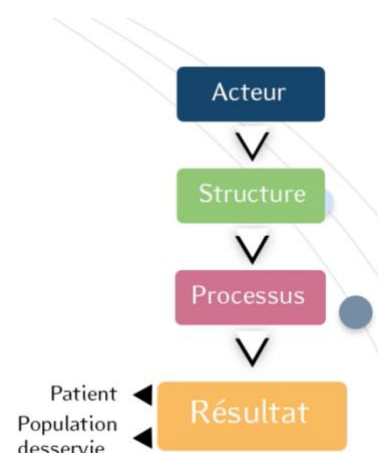 Acteur
Structure
Processus
Résultat
Patient
Population
desservie